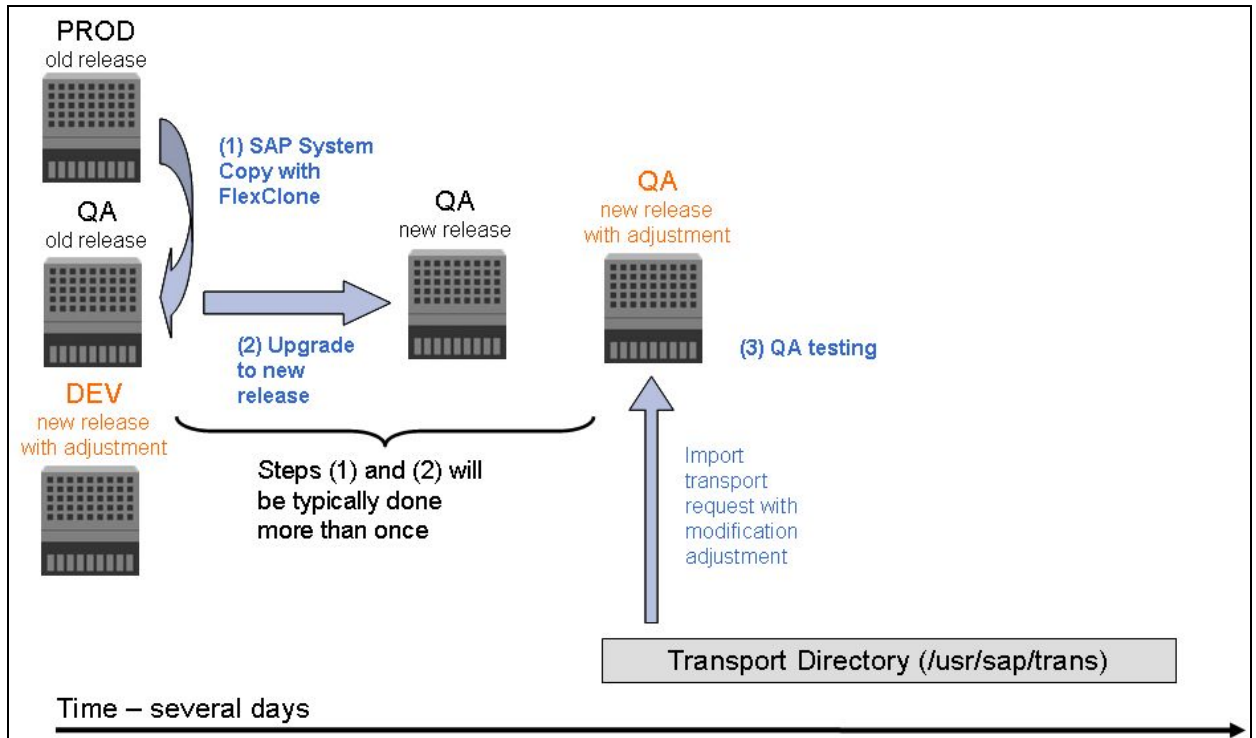 PROD
old release
(1) SAP System
Copy with
FlexClone
QA
old release
QA
new release
QA
new release
with adjustment
(2) Upgrade
to new
release
(3) QA testing
DEV
new release
with adjustment
Steps (1) and (2) will
be typically done
more than once
Import
transport
request with
modification
adjustment
Transport Directory (/usr/sap/trans)
Time – several days